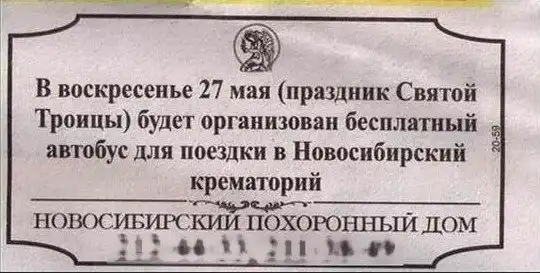 В воскресенье 27 мая (праздник Святой
Троицы) будет организован бесплатный
автобус для поездки в Новосибирский
крематорий
НОВОСИБИРСКИЙ ПОХОРОННЫЙ ДОМ
20-59